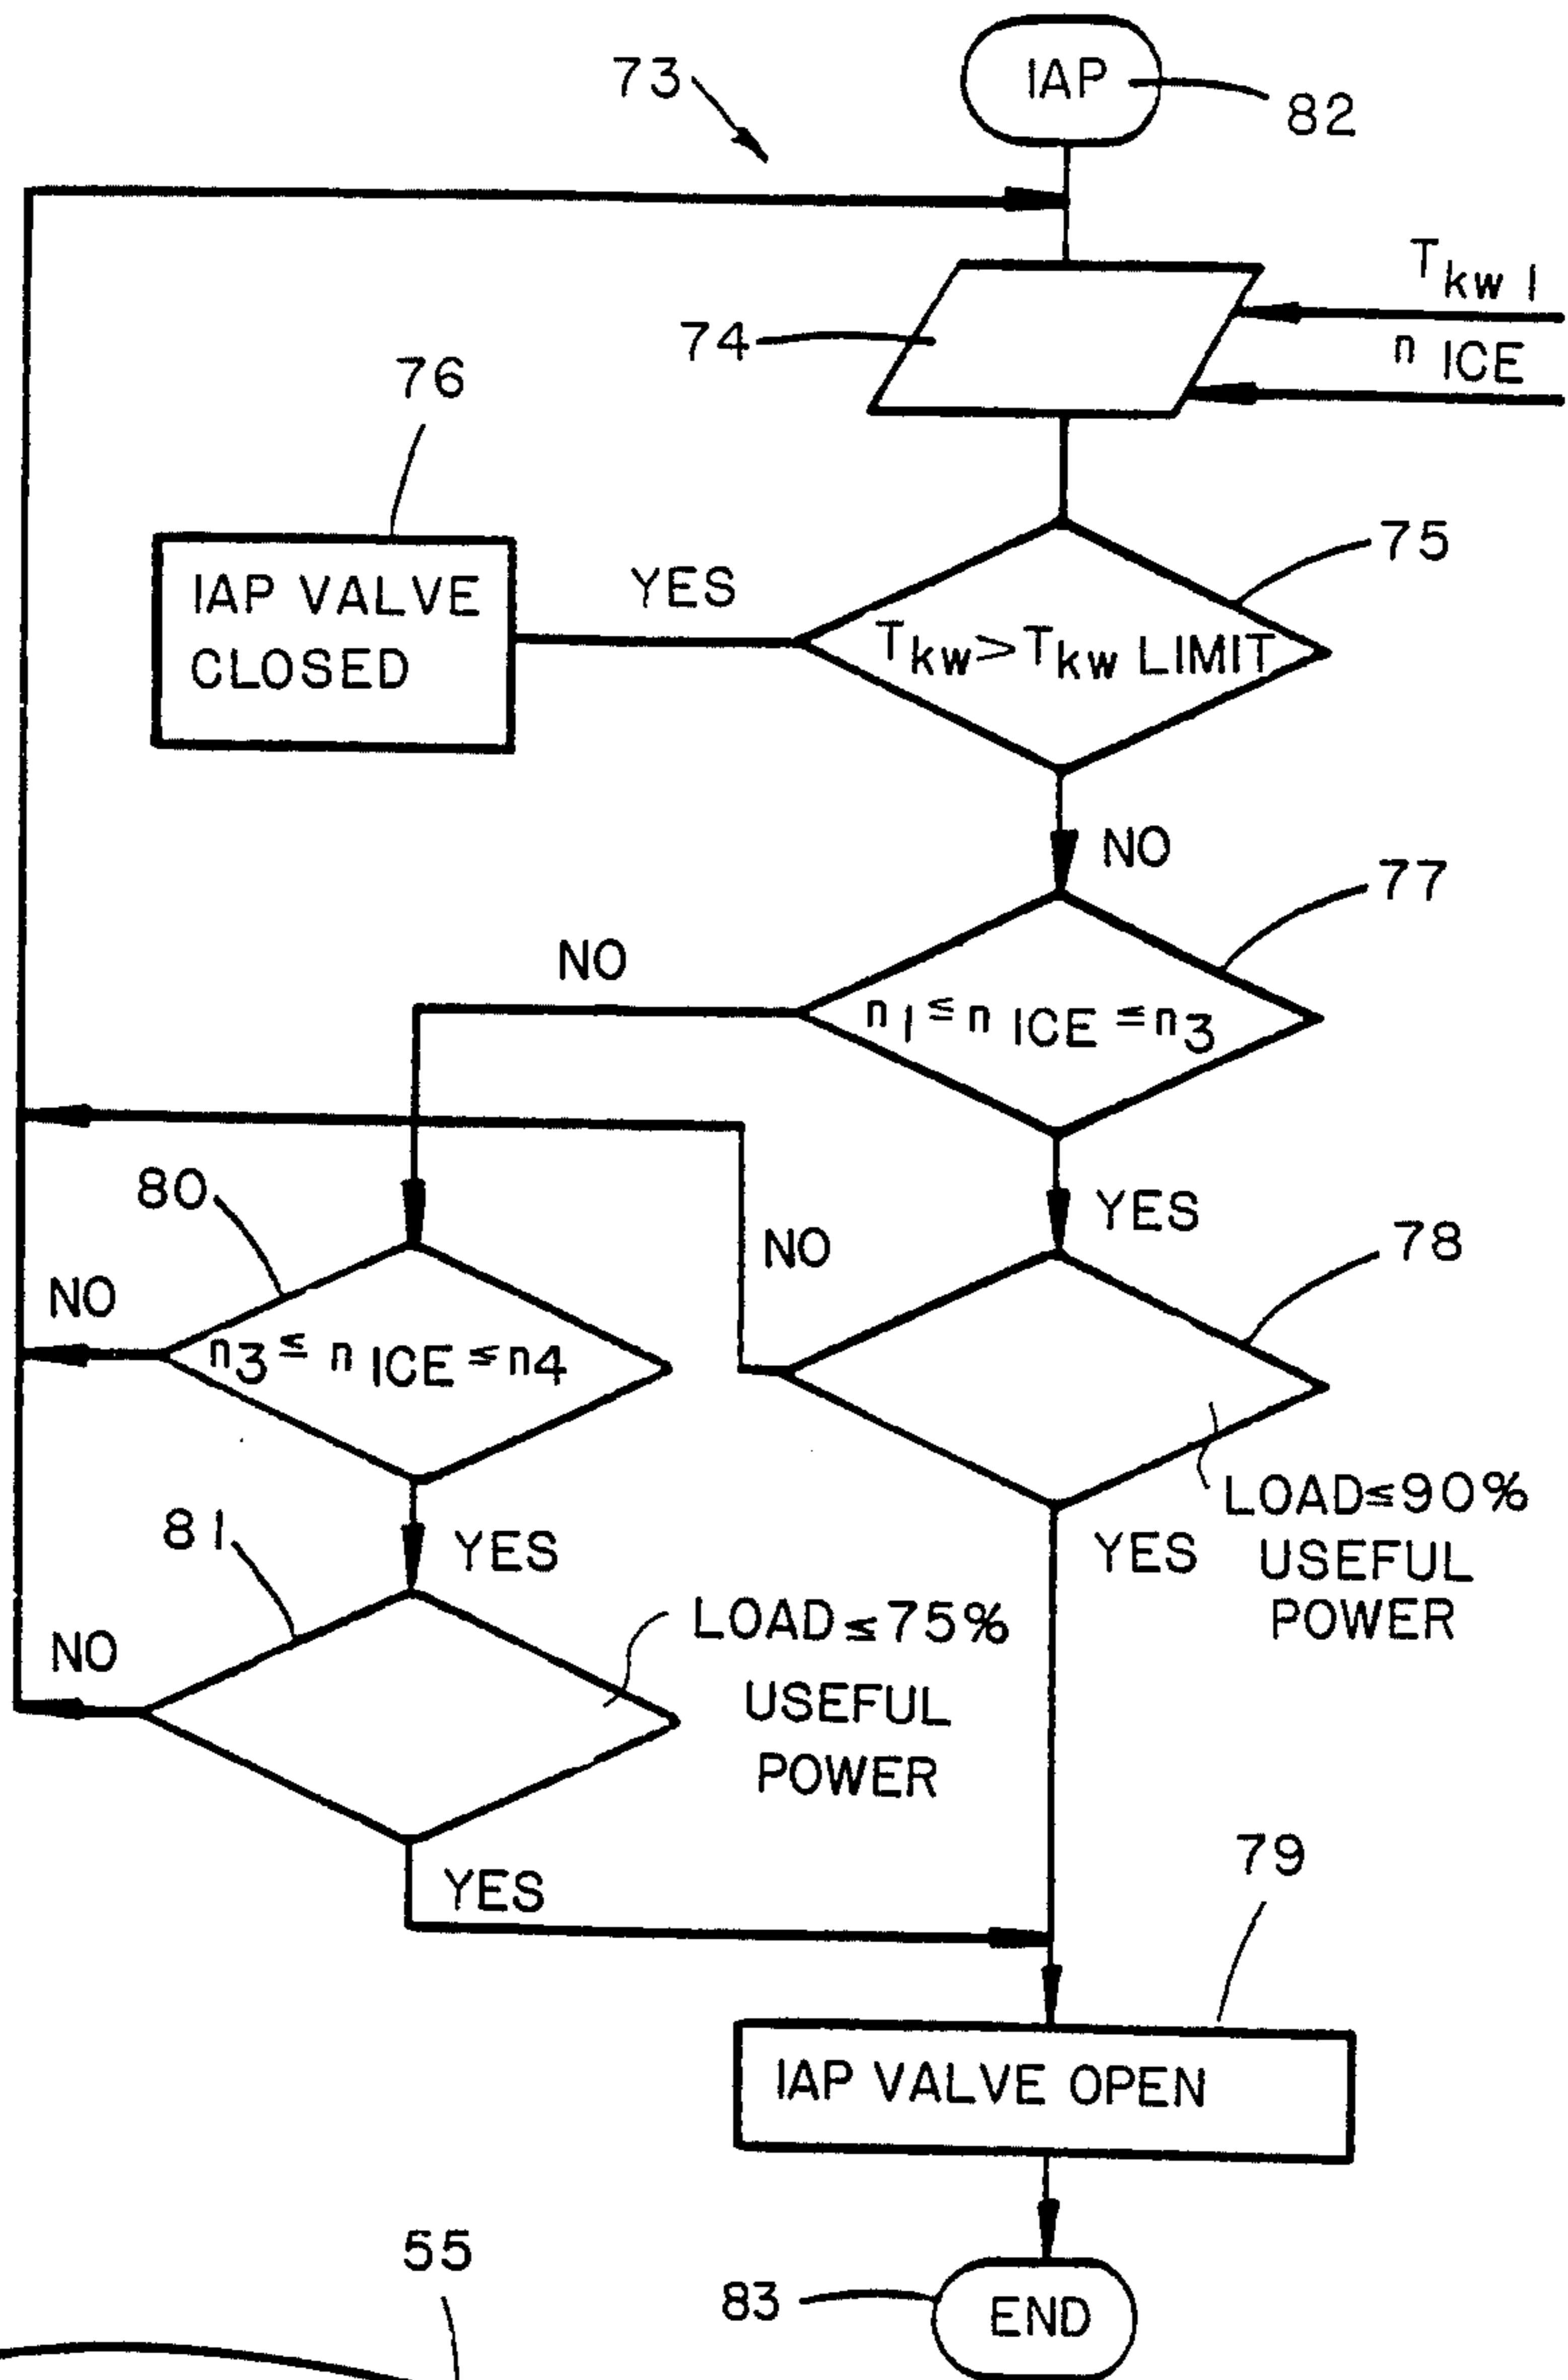 IAP
73
82
T kw 1
n ICE
74
76
75
IAP VALVE
CLOSED
YES
Tkw>Tkw LIMIT
NO
77
NO
n1 ≤ n ICE ≤ n3
80
YES
78
NO
NO
n3 ≤ n ICE ≤ n4
LOAD≤90%
USEFUL
POWER
81
YES
YES
LOAD≤75%
USEFUL
POWER
NO
YES
79
IAP VALVE OPEN
55
83
END